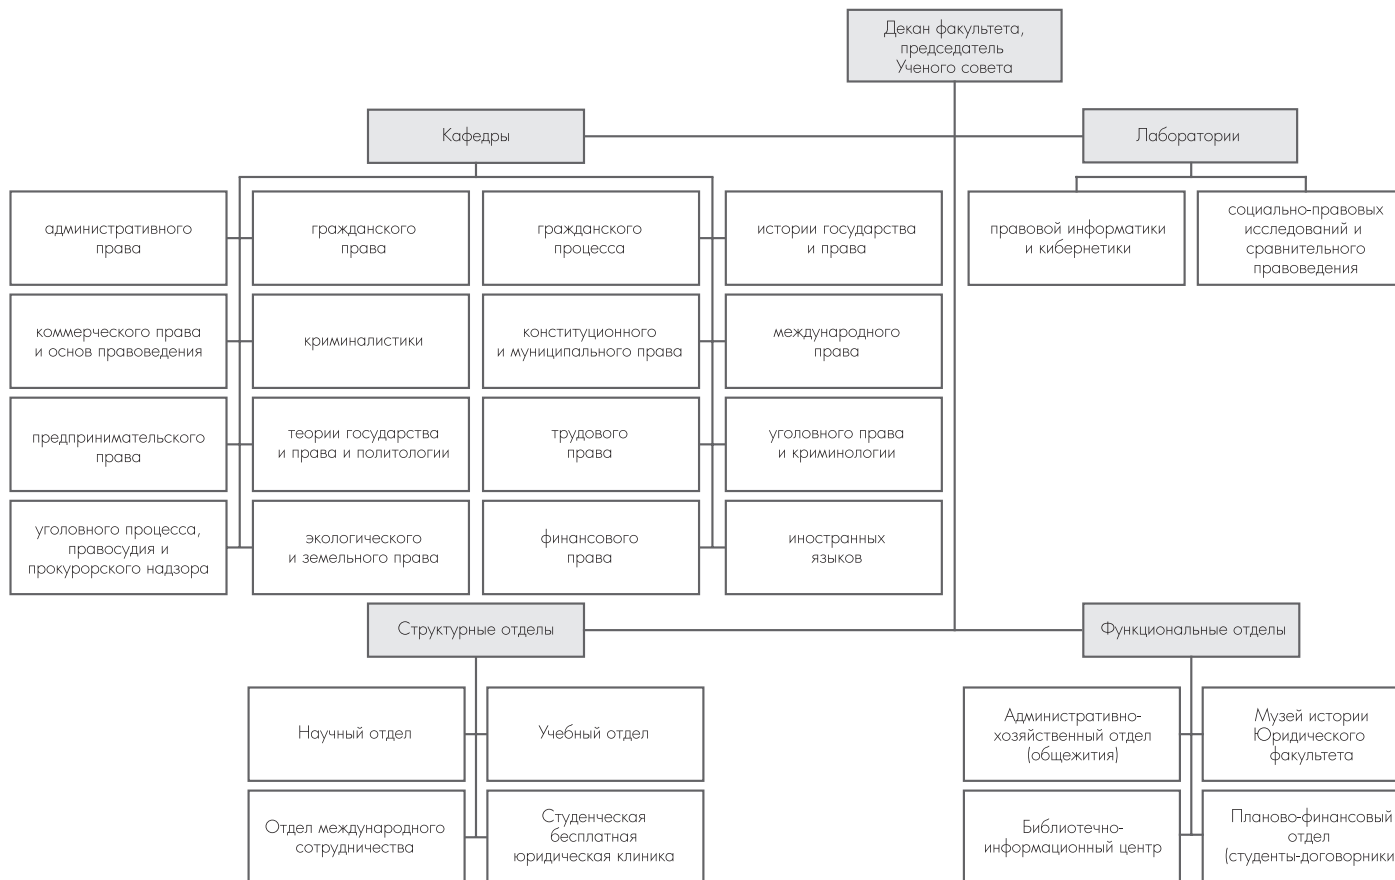 Декан факультета,
председатель
Ученого совета
Кафедры
Лаборатории
административного
права
гражданского
права
гражданского
процесса
истории государства
и права
правовой информатики
и кибернетики
социально-правовых
исследований и
сравнительного
правоведения
коммерческого права
и основ правоведения
криминалистики
конституционного
и муниципального права
международного
права
предпринимательского
права
теории государства
и права и политологии
трудового
права
уголовного права
и криминологии
уголовного процесса,
правосудия и
прокурорского надзора
экологического
и земельного права
финансового
права
иностранных
языков
Структурные отделы
Функциональные отделы
Научный отдел
Учебный отдел
Административно-
хозяйственный отдел
(общежития)
Музей истории
Юридического
факультета
Отдел международного
сотрудничества
Студенческая
бесплатная
юридическая клиника
Библиотечно-
информационный центр
Планово-финансовый
отдел
(студенты-договорники